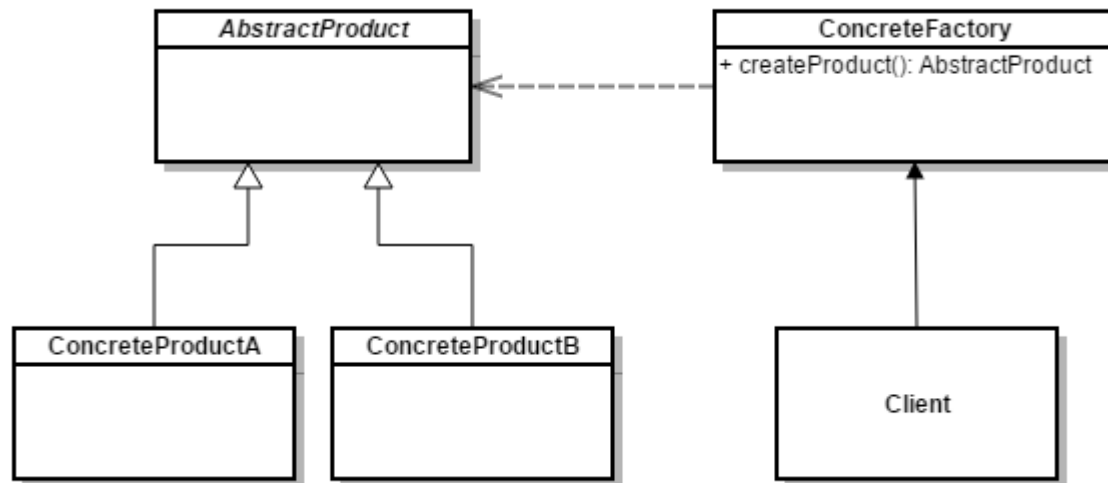 AbstractProduct
ConcreteFactory
+ createProduct(): AbstractProduct
ConcreteProductA
ConcreteProductB
Client